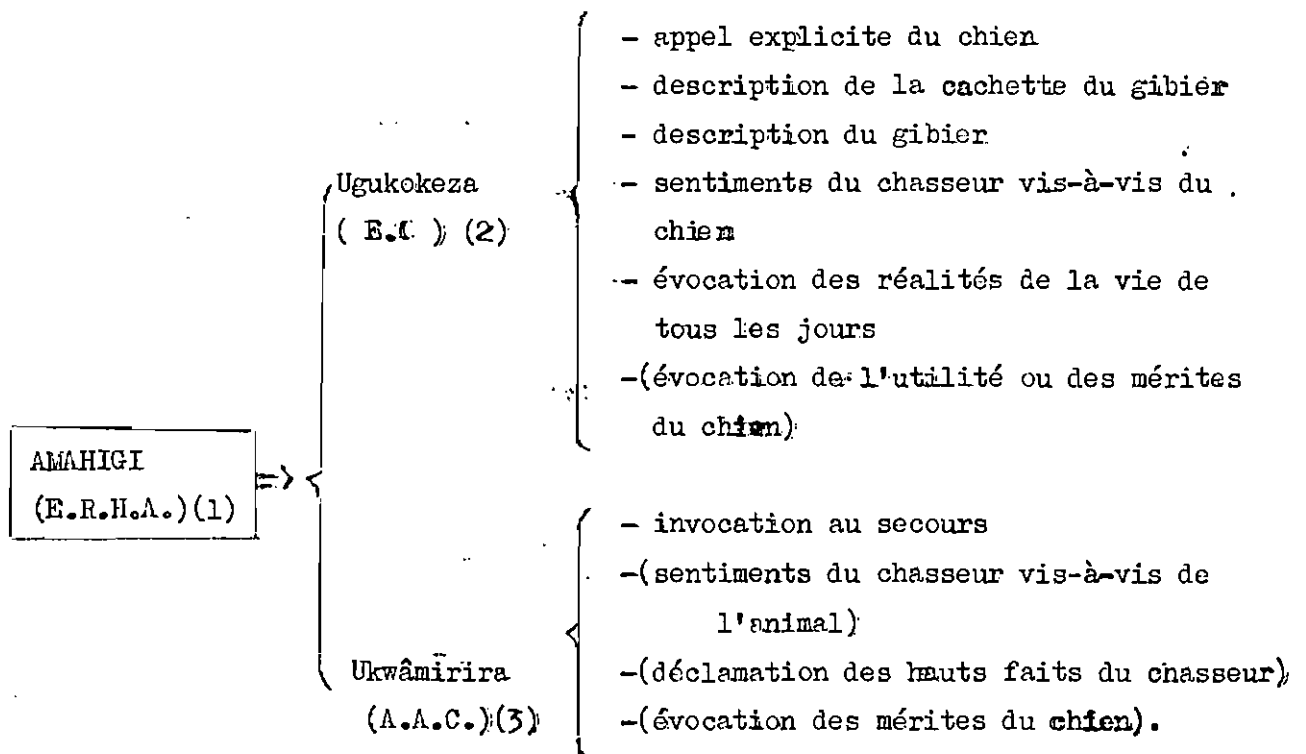 - appel explicite du chien
- description de la cachette du gibier
- description du gibier
Ugukokeza
(E.C) (2)
- sentiments du chasseur vis-à-vis du
chien
- évocation des réalités de la vie de
tous les jours
-(évocation de l'utilité ou des mérites
du chien)
AMAHIGI
(E.R.H.A.)(1)
=>
- invocation au secours
-(sentiments du chasseur vis-à-vis de
l'animal)
Ukwâmīrira
(A.A.C.)(3)
-(déclamation des hauts faits du chasseur)
-(évocation des mérites du chien).